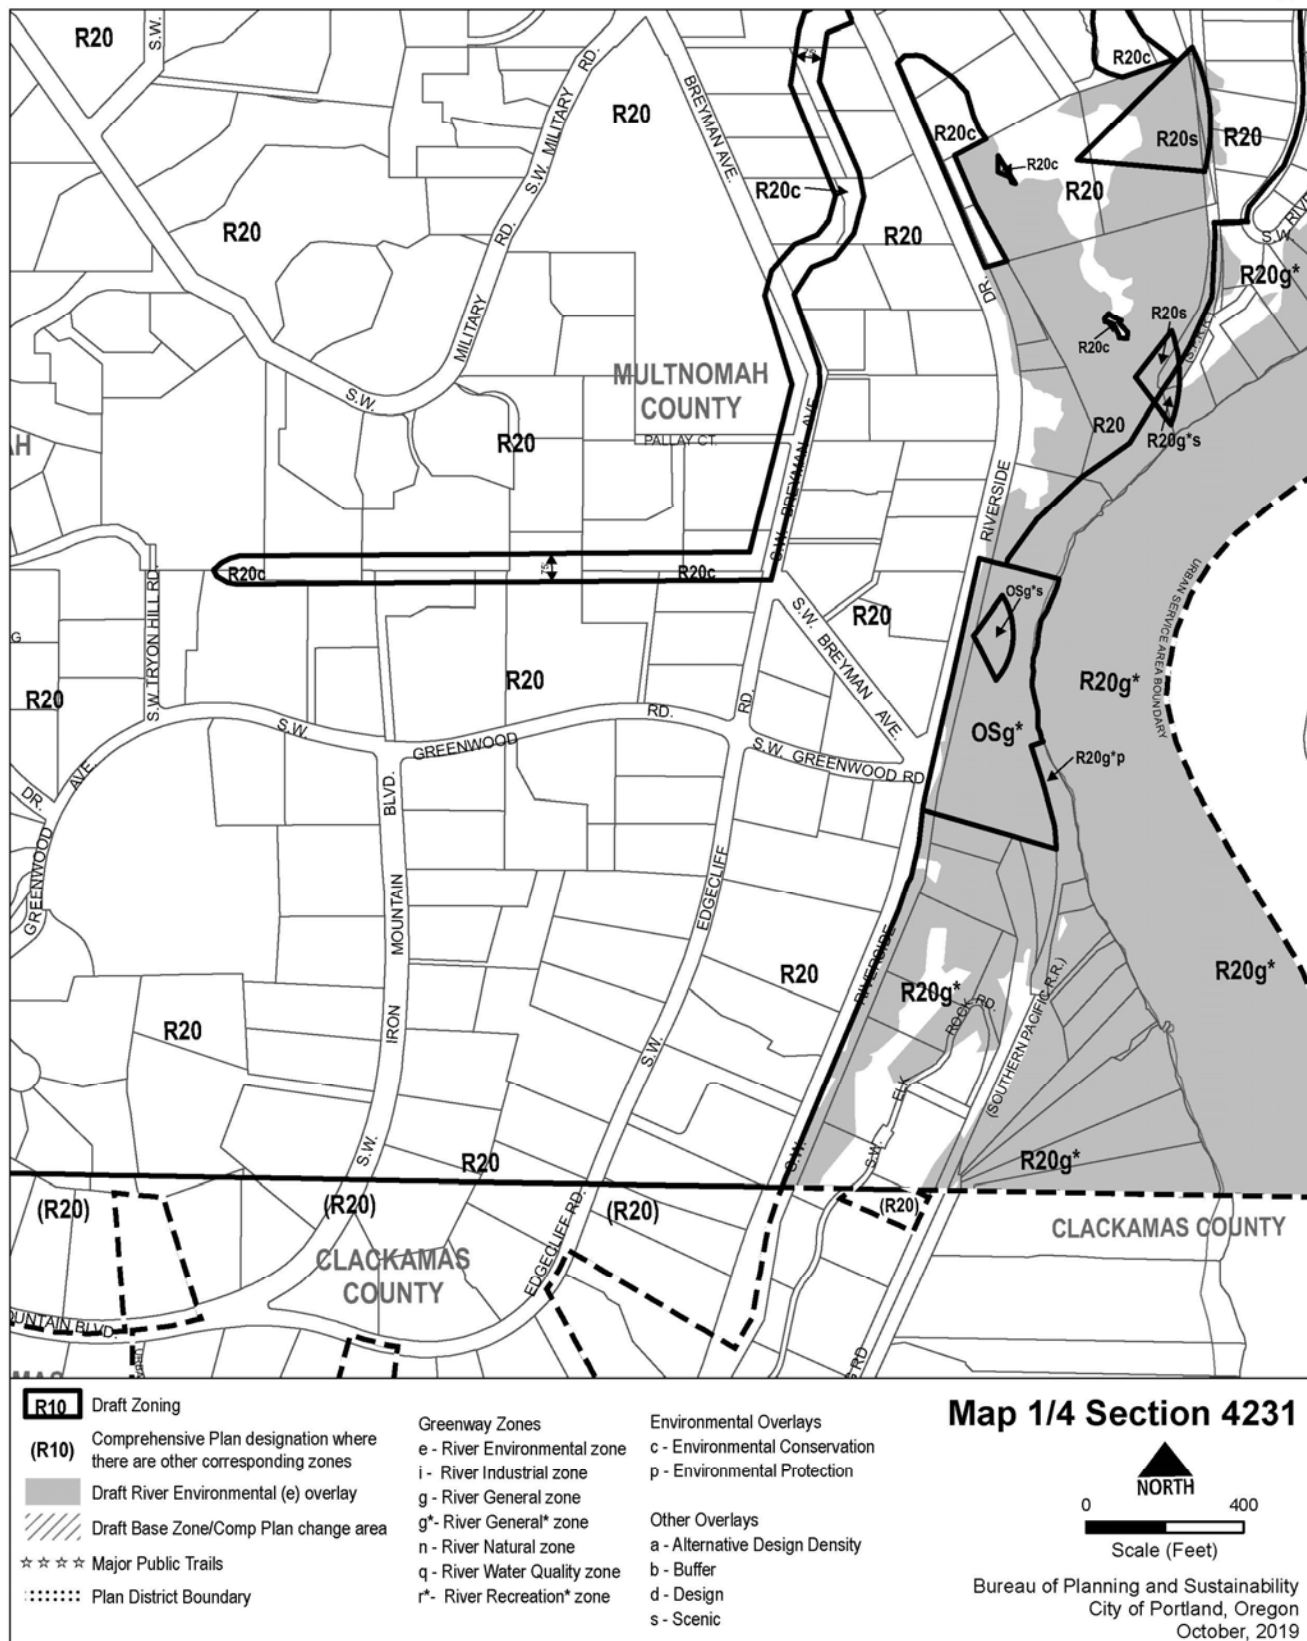 R20
S.W.
R20c
R20
S.W. MILITARY RD.
BREYMAN AVE.
75'
R20c
R20c
R20s
R20
R20c
R20
R20c
R20
R20
DR.
S.W.
R20g*
MILITARY RD.
S.W.
R20s
R20c
(S.P.R.R.)
MULTNOMAH
COUNTY
R20
R20
R20g*s
PALLAY CT.
S.W. BREYMAN AVE.
RIVERSIDE
URBAN SERVICE AREA BOUNDARY
R20c
75'
R20c
S.W TRYON HILL RD.
OSg*s
R20
S.W. BREYMAN AVE.
R20
R20
R20g*
RD.
S.W.
GREENWOOD
RD.
S.W. GREENWOOD RD
OSg*
R20g*p
DR.
GREENWOOD AVE.
IRON MOUNTAIN BLVD.
S.W. EDGECLIFF
S.W. RIVERSIDE
R20
R20g*
R20g*
R20
S.W. ELK ROCK RD.
(SOUTHERN PACIFIC R.R.)
S.W.
R20
R20g*
(R20)
(R20)
(R20)
(R20)
CLACKAMAS
COUNTY
EDGECLIFF RD.
CLACKAMAS COUNTY
OUNTAIN BLVD.
RD
R10 Draft Zoning
(R10) Comprehensive Plan designation where
there are other corresponding zones
Draft River Environmental (e) overlay
Draft Base Zone/Comp Plan change area
Major Public Trails
Plan District Boundary
Greenway Zones
e - River Environmental zone
i - River Industrial zone
g - River General zone
g*- River General* zone
n - River Natural zone
q - River Water Quality zone
r*- River Recreation* zone
Environmental Overlays
c - Environmental Conservation
p - Environmental Protection
Other Overlays
a - Alternative Design Density
b - Buffer
d - Design
s - Scenic
Map 1/4 Section 4231
NORTH
0 400
Scale (Feet)
Bureau of Planning and Sustainability
City of Portland, Oregon
October, 2019